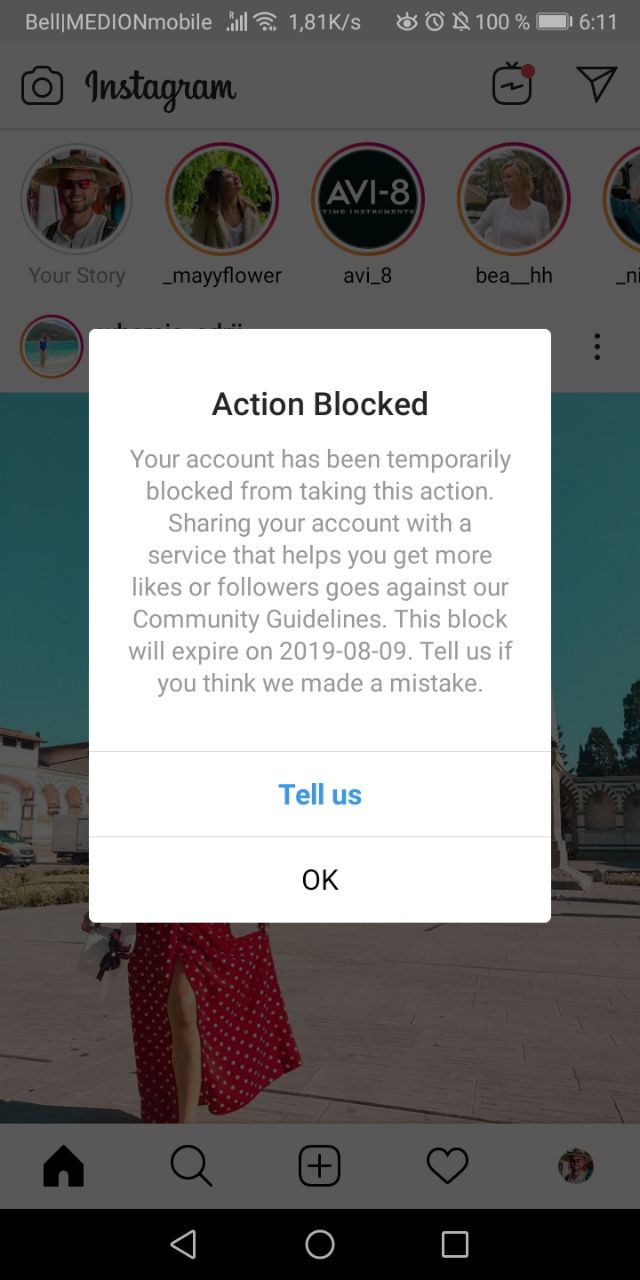 Bell|MEDIONmobile 1,81K/s 100 % 6:11
Instagram
AVI-8
TIME INSTRUMENTS
Your Story _mayyflower avi_8 bea__hh _ni
Action Blocked
Your account has been temporarily
blocked from taking this action.
Sharing your account with a
service that helps you get more
likes or followers goes against our
Community Guidelines. This block
will expire on 2019-08-09. Tell us if
you think we made a mistake.
Tell us
OK